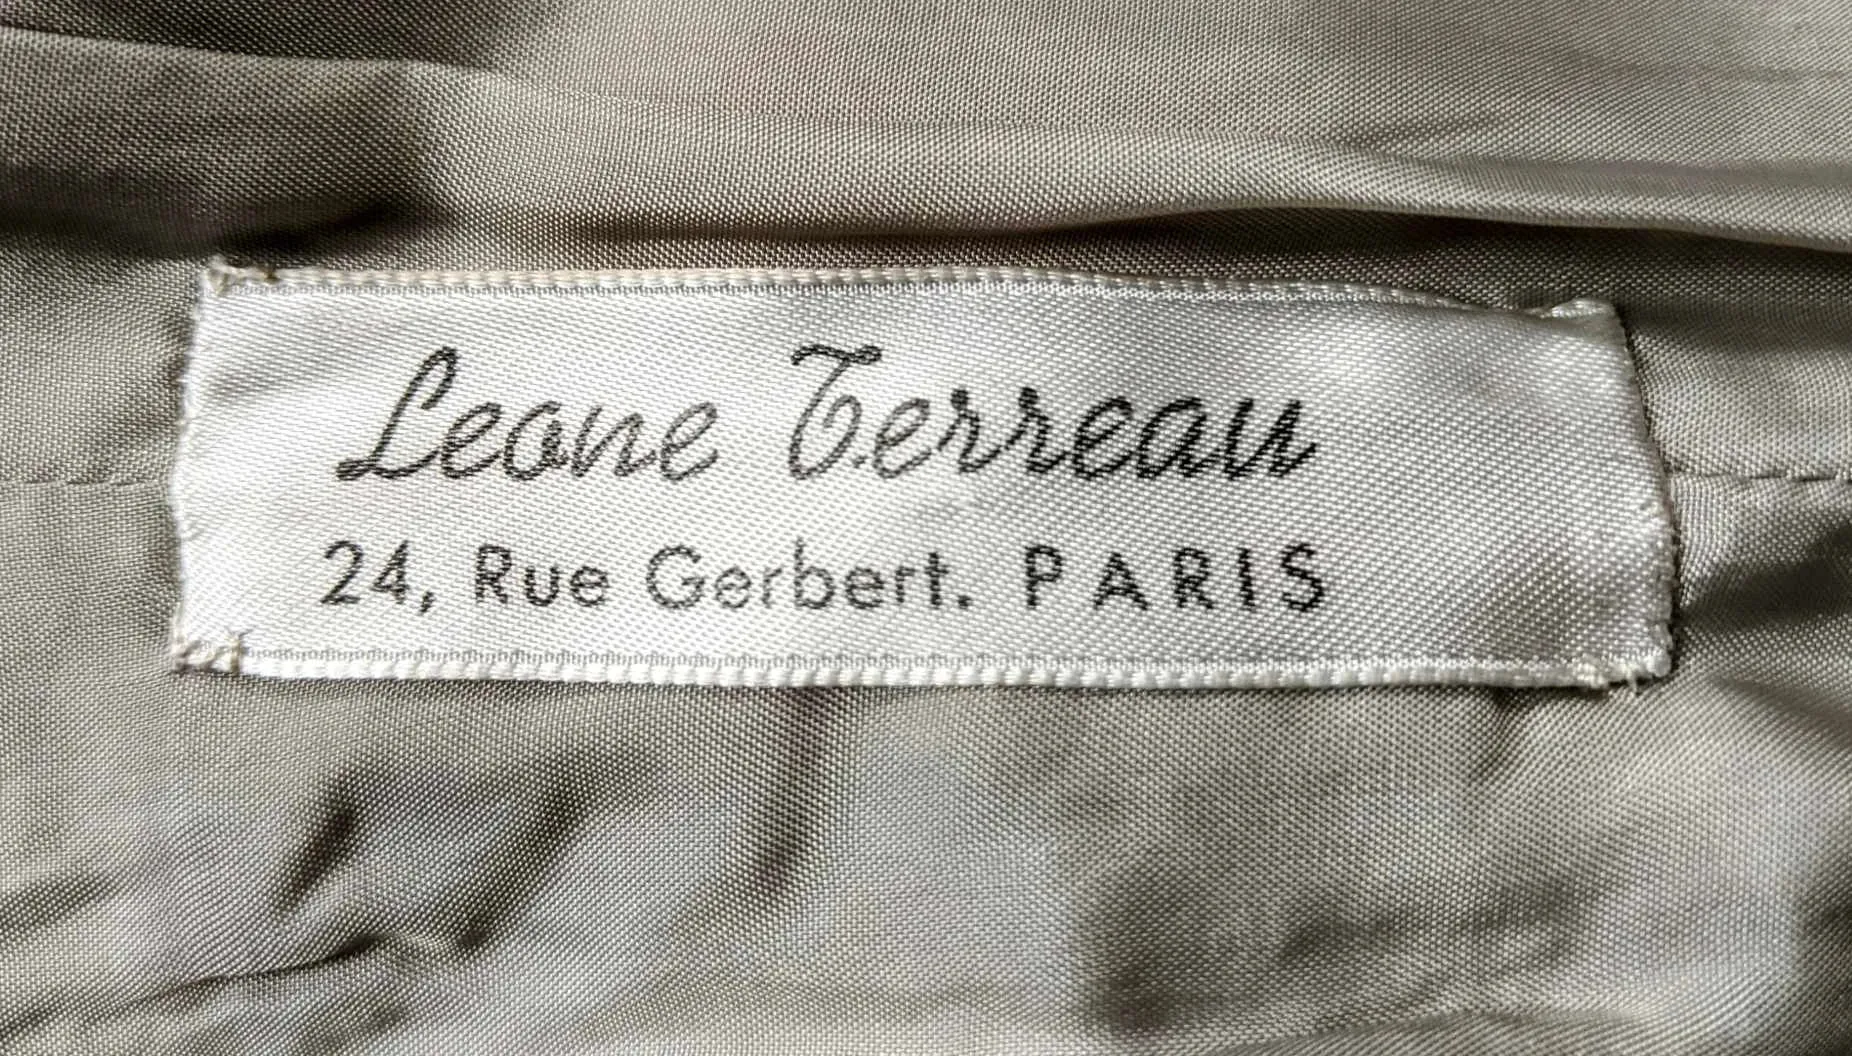 Leone Terreau
24, Rue Gerbert. PARIS